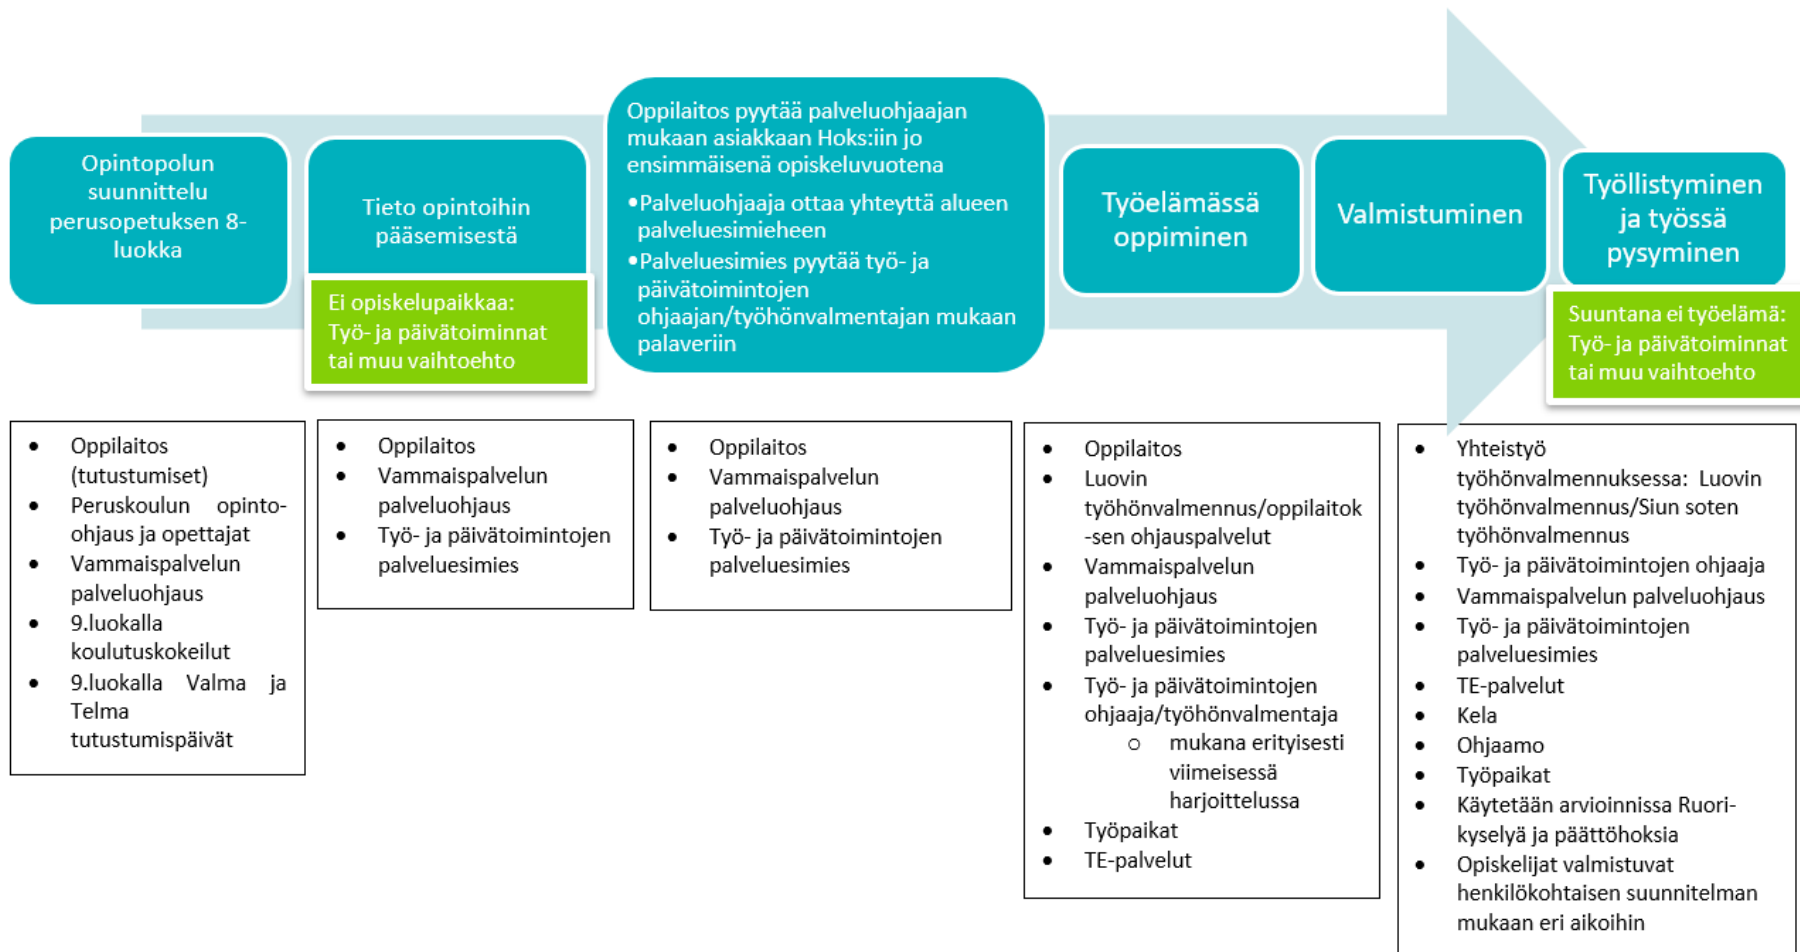 Opintopolun
suunnittelu
perusopetuksen 8-
luokka
Tieto opintoihin
pääsemisestä
Ei opiskelupaikkaa:
Työ- ja päivätoiminnat
tai muu vaihtoehto
Oppilaitos pyytää palveluohjaajan
mukaan asiakkaan Hoks:iin jo
ensimmäisenä opiskeluvuotena
•Palveluohjaaja ottaa yhteyttä alueen
palveluesimieheen
•Palveluesimies pyytää työ- ja
päivätoimintojen
ohjaajan/työhönvalmentajan mukaan
palaveriin
Työelämässä
oppiminen
Valmistuminen
Työllistyminen
ja työssä
pysyminen
Suuntana ei työelämä:
Työ- ja päivätoiminnat
tai muu vaihtoehto
• Oppilaitos
(tutustumiset)
• Peruskoulun opinto-
ohjaus ja opettajat
• Vammaispalvelun
palveluohjaus
• 9.luokalla
koulutuskokeilut
• 9.luokalla Valma ja
Telma
tutustumispäivät
• Oppilaitos
• Vammaispalvelun
palveluohjaus
• Työ- ja päivätoimintojen
palveluesimies
• Oppilaitos
• Vammaispalvelun
palveluohjaus
• Työ- ja päivätoimintojen
palveluesimies
• Oppilaitos
• Luovin
työhönvalmennus/oppilaitok
-sen ohjauspalvelut
• Vammaispalvelun
palveluohjaus
• Työ- ja päivätoimintojen
palveluesimies
• Työ- ja päivätoimintojen
ohjaaja/työhönvalmentaja
o mukana erityisesti
viimeisessä
harjoittelussa
• Työpaikat
• TE-palvelut
• Yhteistyö
työhönvalmennuksessa: Luovin
työhönvalmennus/Siun soten
työhönvalmennus
• Työ- ja päivätoimintojen ohjaaja
• Vammaispalvelun palveluohjaus
• Työ- ja päivätoimintojen
palveluesimies
• TE-palvelut
• Kela
• Ohjaamo
• Työpaikat
• Käytetään arvioinnissa Ruori-
kyselyä ja päättöhoksia
• Opiskelijat valmistuvat
henkilökohtaisen suunnitelman
mukaan eri aikoihin